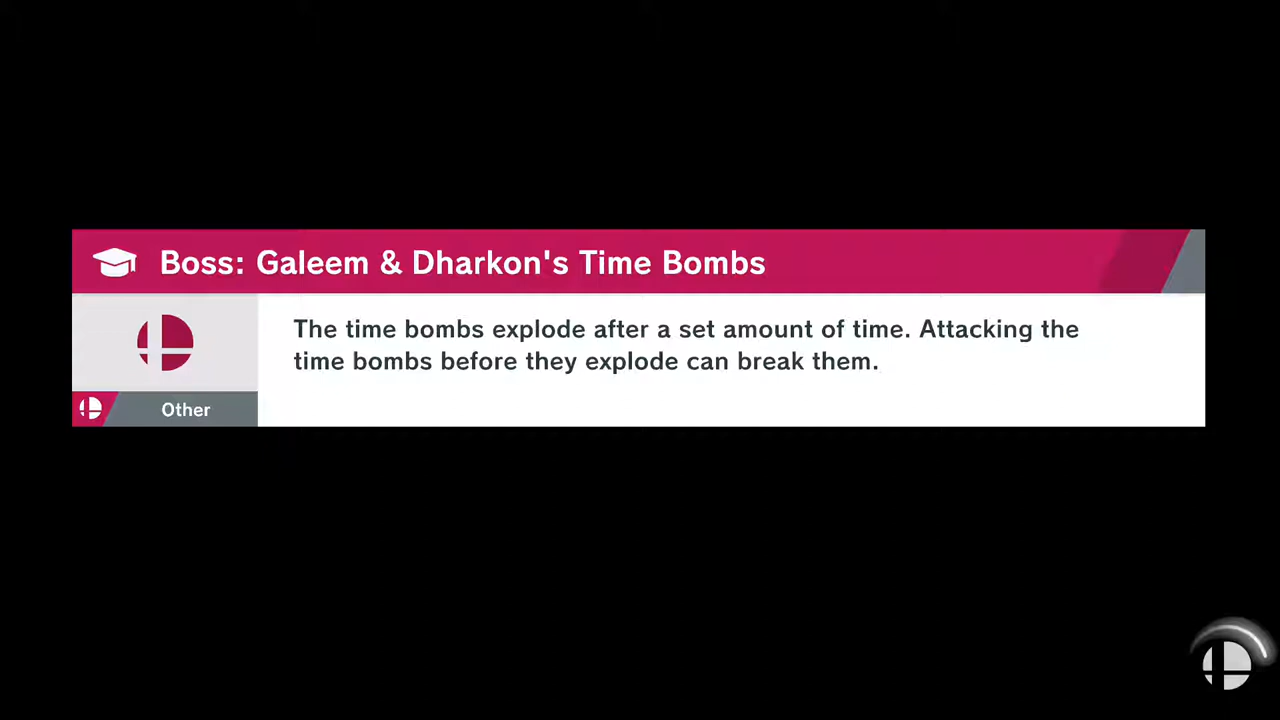 Boss: Galeem & Dharkon's Time Bombs
The time bombs explode after a set amount of time. Attacking the
time bombs before they explode can break them.
Other